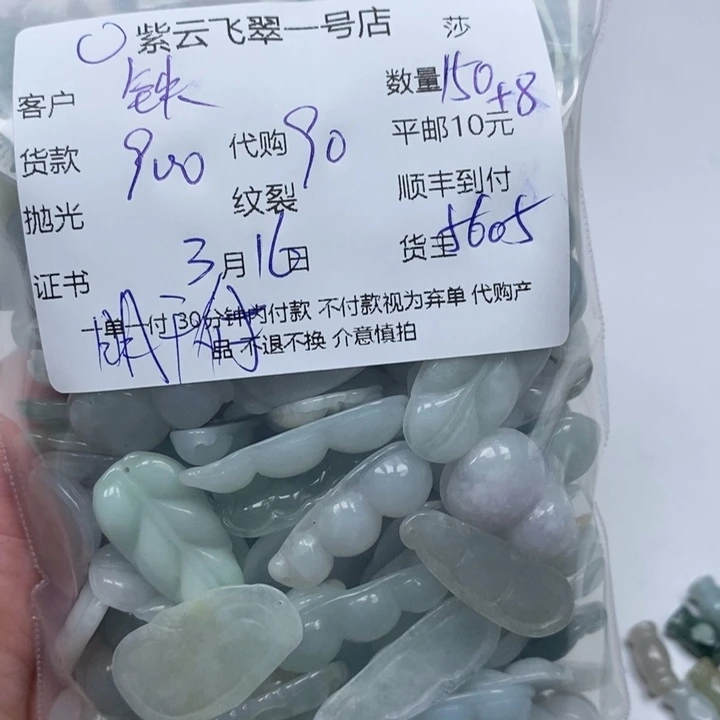 紫云飞翠一号店 莎
客户 铁 数量 150+8
货款 900 代购 90 平邮10元
抛光 纹裂 顺丰到付
证书 3月16日 货主 5605
一单一付 30分钟内付款 不付款视为弃单 代购产
品 不退不换 介意慎拍